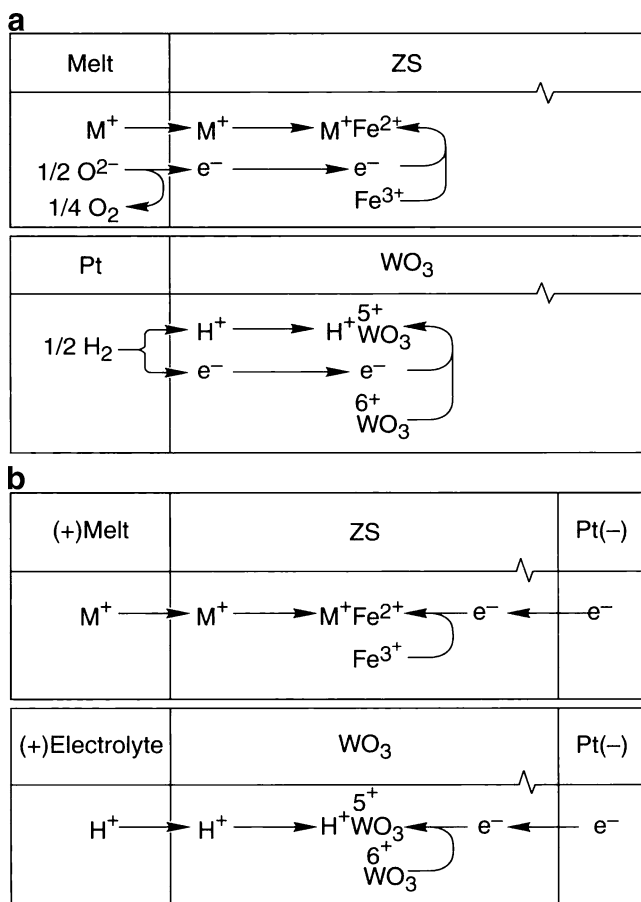 a
Melt ZS
M⁺ M⁺ M⁺Fe²⁺
1/2 O²⁻ e⁻ e⁻
1/4 O₂ Fe³⁺
Pt WO₃
5+
H⁺ H⁺WO₃
1/2 H₂
e⁻ e⁻
6+
WO₃
b
(+)Melt ZS Pt(–)
M⁺ M⁺ M⁺Fe²⁺ e⁻ e⁻
Fe³⁺
(+)Electrolyte WO₃ Pt(–)
5⁺
H⁺ H⁺ H⁺WO₃ e⁻ e⁻
6⁺
WO₃